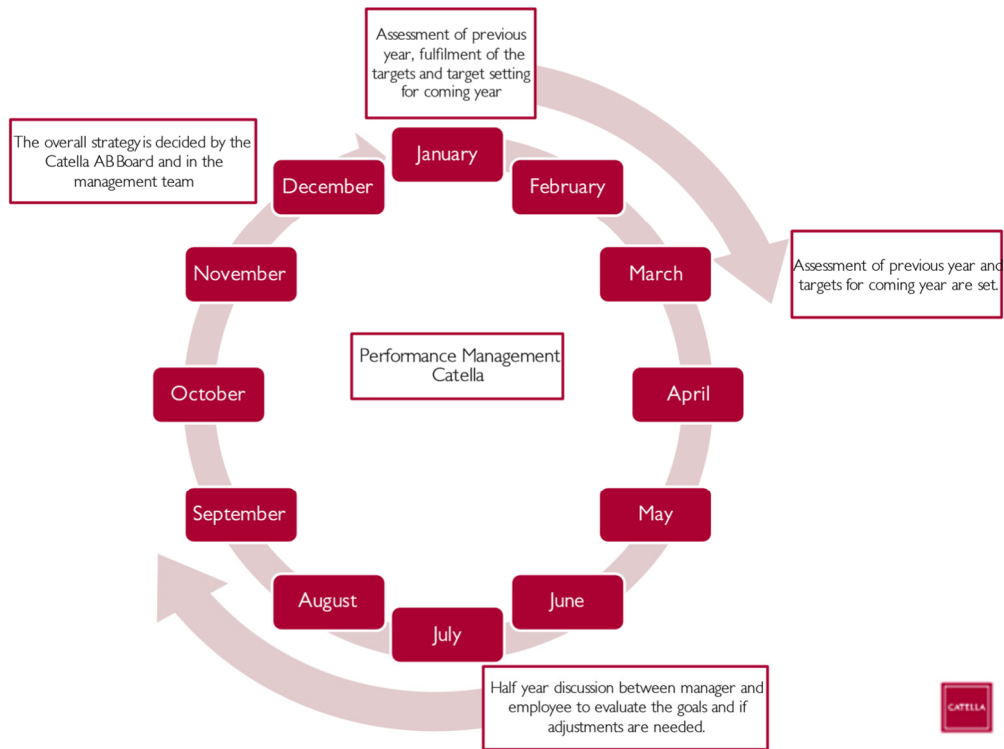 Assessment of previous
year, fulfilment of the
targets and target setting
for coming year
The overall strategy is decided by the
Catella AB Board and in the
management team
January
February
March
April
May
June
July
August
September
October
November
December
Assessment of previous year and
targets for coming year are set.
Performance Management
Catella
Half year discussion between manager and
employee to evaluate the goals and if
adjustments are needed.
CATELLA